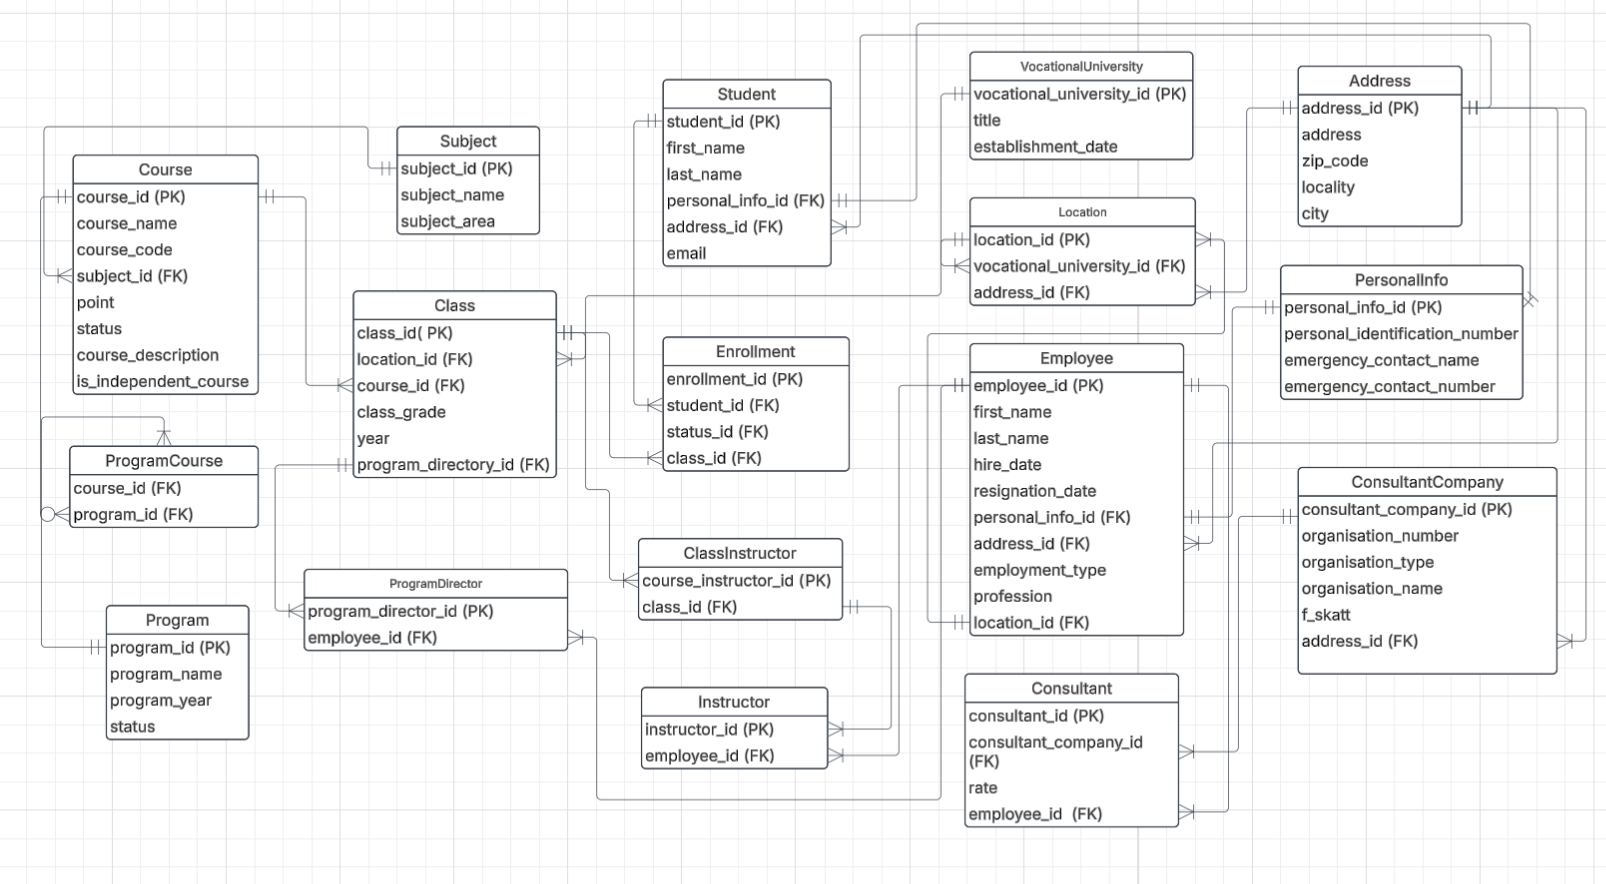 Course
course_id (PK)
course_name
course_code
subject_id (FK)
point
status
course_description
is_independent_course
Subject
subject_id (PK)
subject_name
subject_area
ProgramCourse
course_id (FK)
program_id (FK)
Program
program_id (PK)
program_name
program_year
status
Class
class_id( PK)
location_id (FK)
course_id (FK)
class_grade
year
program_directory_id (FK)
ProgramDirector
program_director_id (PK)
employee_id (FK)
Student
student_id (PK)
first_name
last_name
personal_info_id (FK)
address_id (FK)
email
Enrollment
enrollment_id (PK)
student_id (FK)
status_id (FK)
class_id (FK)
ClassInstructor
course_instructor_id (PK)
class_id (FK)
Instructor
instructor_id (PK)
employee_id (FK)
VocationalUniversity
vocational_university_id (PK)
title
establishment_date
Location
location_id (PK)
vocational_university_id (FK)
address_id (FK)
Employee
employee_id (PK)
first_name
last_name
hire_date
resignation_date
personal_info_id (FK)
address_id (FK)
employment_type
profession
location_id (FK)
Consultant
consultant_id (PK)
consultant_company_id
(FK)
rate
employee_id (FK)
Address
address_id (PK)
address
zip_code
locality
city
PersonalInfo
personal_info_id (PK)
personal_identification_number
emergency_contact_name
emergency_contact_number
ConsultantCompany
consultant_company_id (PK)
organisation_number
organisation_type
organisation_name
f_skatt
address_id (FK)